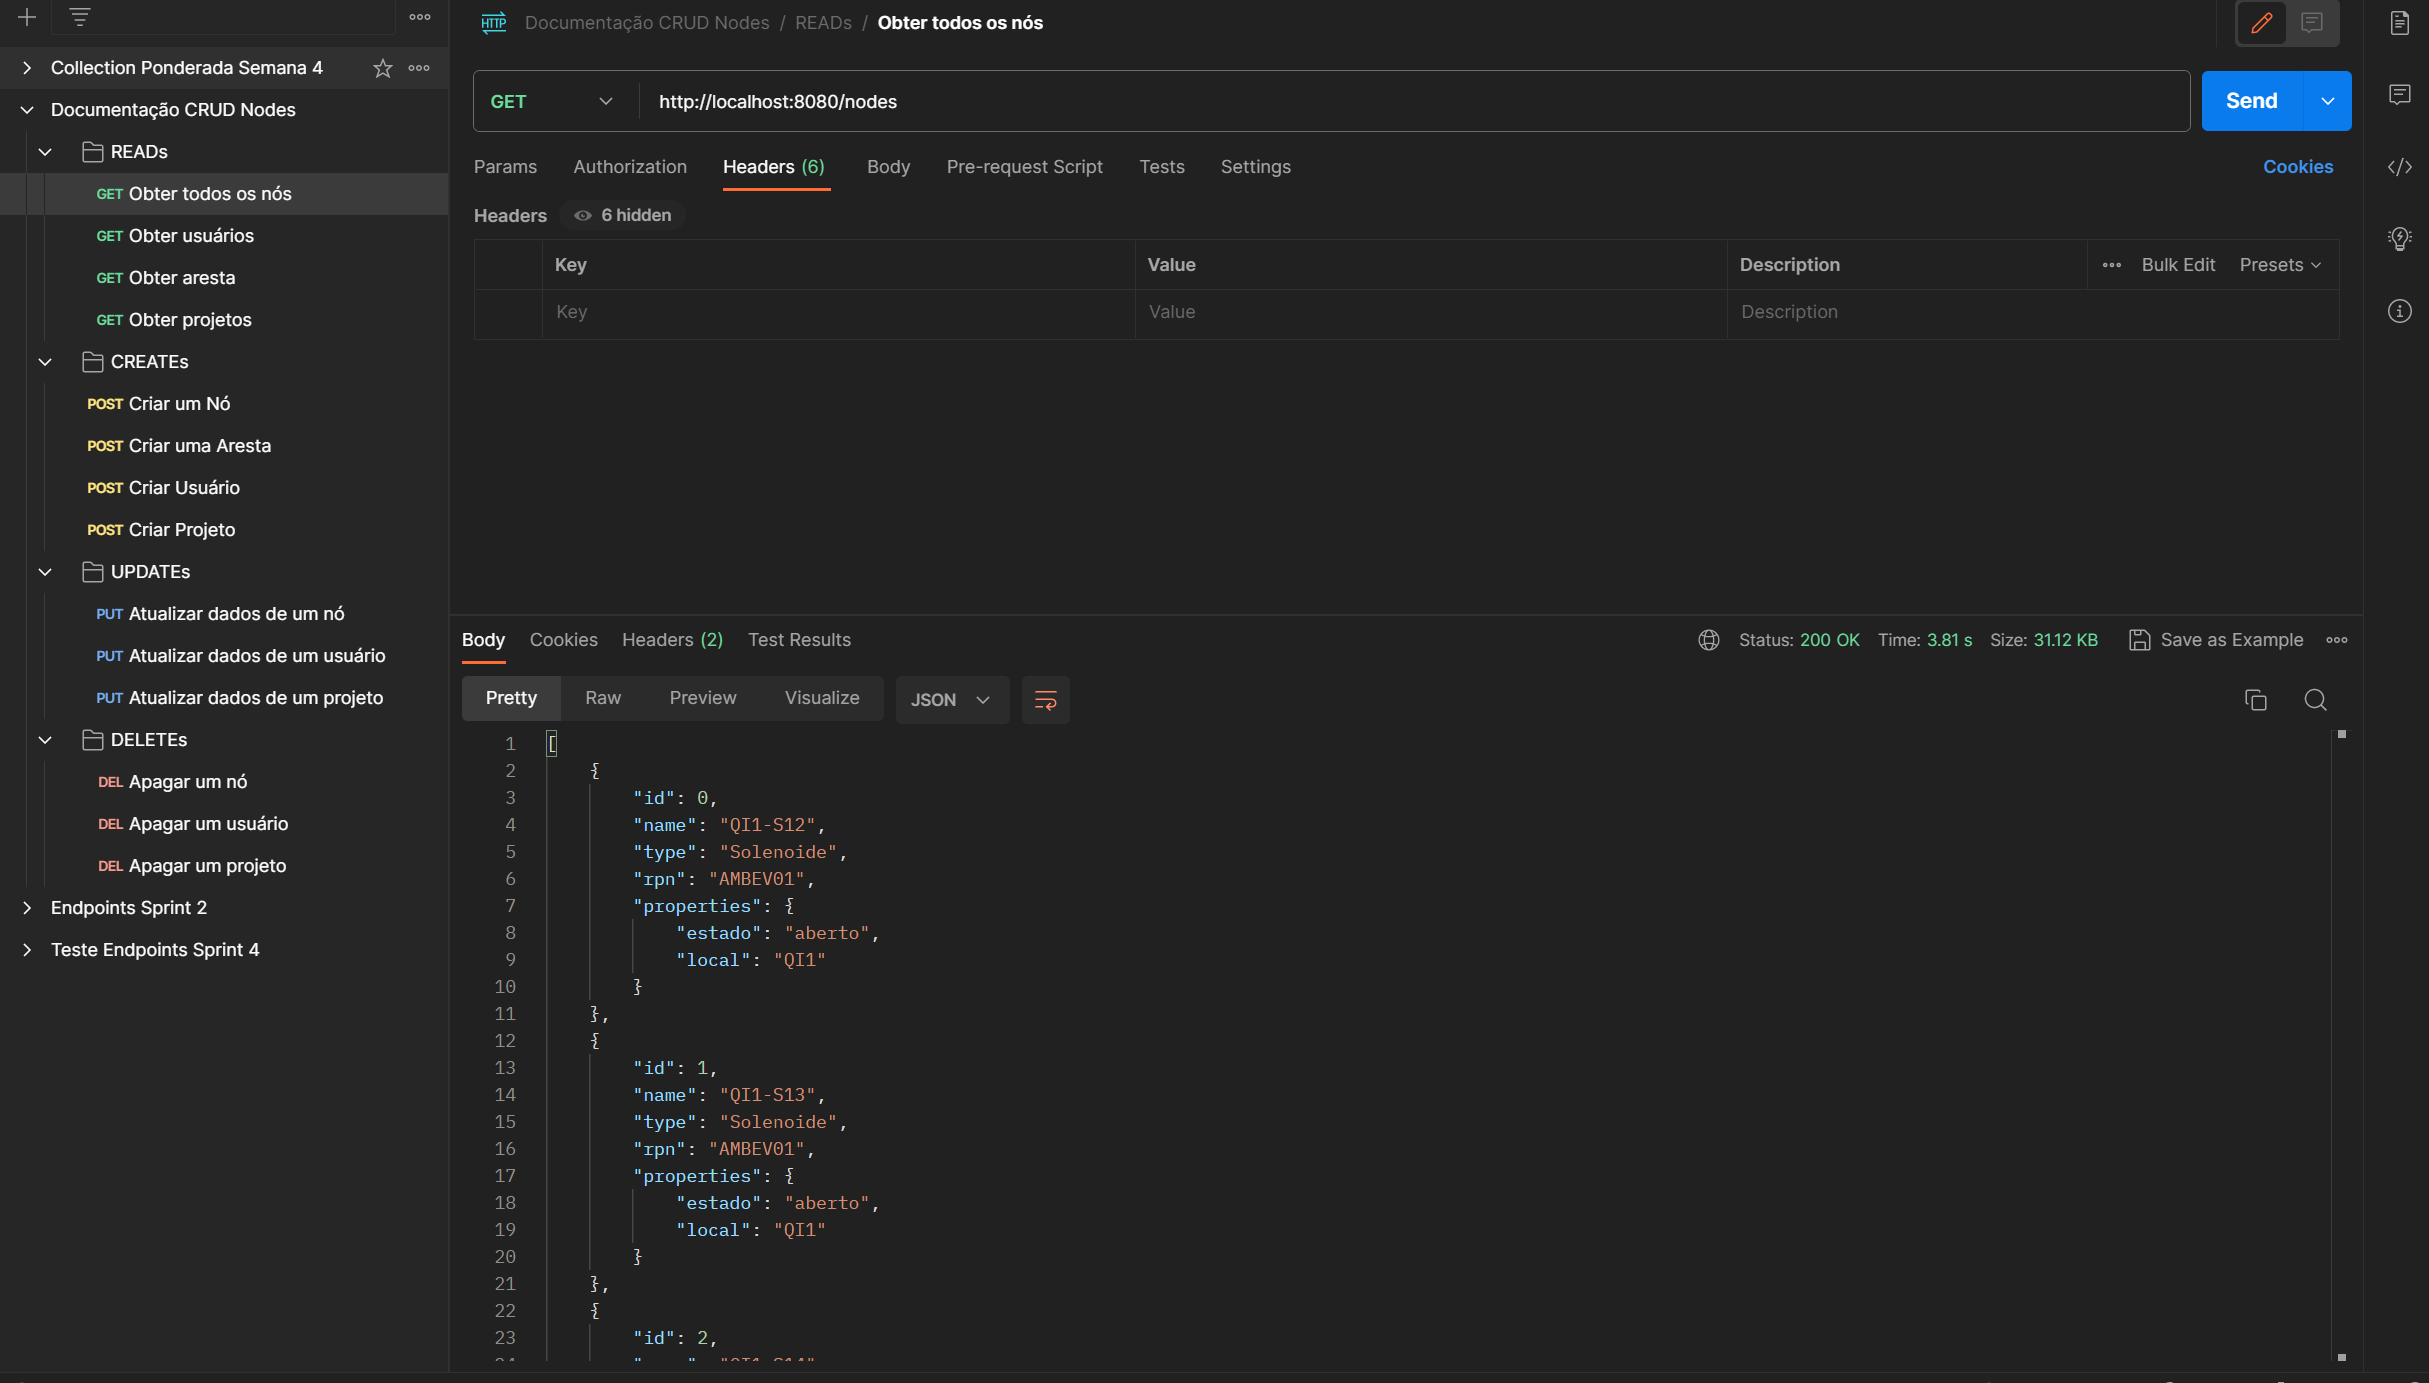 Collection Ponderada Semana 4
Documentação CRUD Nodes
READs
GET Obter todos os nós
GET Obter usuários
GET Obter aresta
GET Obter projetos
CREATEs
POST Criar um Nó
POST Criar uma Aresta
POST Criar Usuário
POST Criar Projeto
UPDATEs
PUT Atualizar dados de um nó
PUT Atualizar dados de um usuário
PUT Atualizar dados de um projeto
DELETEs
DEL Apagar um nó
DEL Apagar um usuário
DEL Apagar um projeto
Endpoints Sprint 2
Teste Endpoints Sprint 4
HTTP Documentação CRUD Nodes / READs / Obter todos os nós
GET http://localhost:8080/nodes Send
Params Authorization Headers (6) Body Pre-request Script Tests Settings Cookies
Headers 6 hidden
Key Value Description Bulk Edit Presets
Key Value Description
Body Cookies Headers (2) Test Results Status: 200 OK Time: 3.81 s Size: 31.12 KB Save as Example
Pretty Raw Preview Visualize JSON
1 [
2 {
3 "id": 0,
4 "name": "QI1-S12",
5 "type": "Solenoide",
6 "rpn": "AMBEV01",
7 "properties": {
8 "estado": "aberto",
9 "local": "QI1"
10 }
11 },
12 {
13 "id": 1,
14 "name": "QI1-S13",
15 "type": "Solenoide",
16 "rpn": "AMBEV01",
17 "properties": {
18 "estado": "aberto",
19 "local": "QI1"
20 }
21 },
22 {
23 "id": 2,